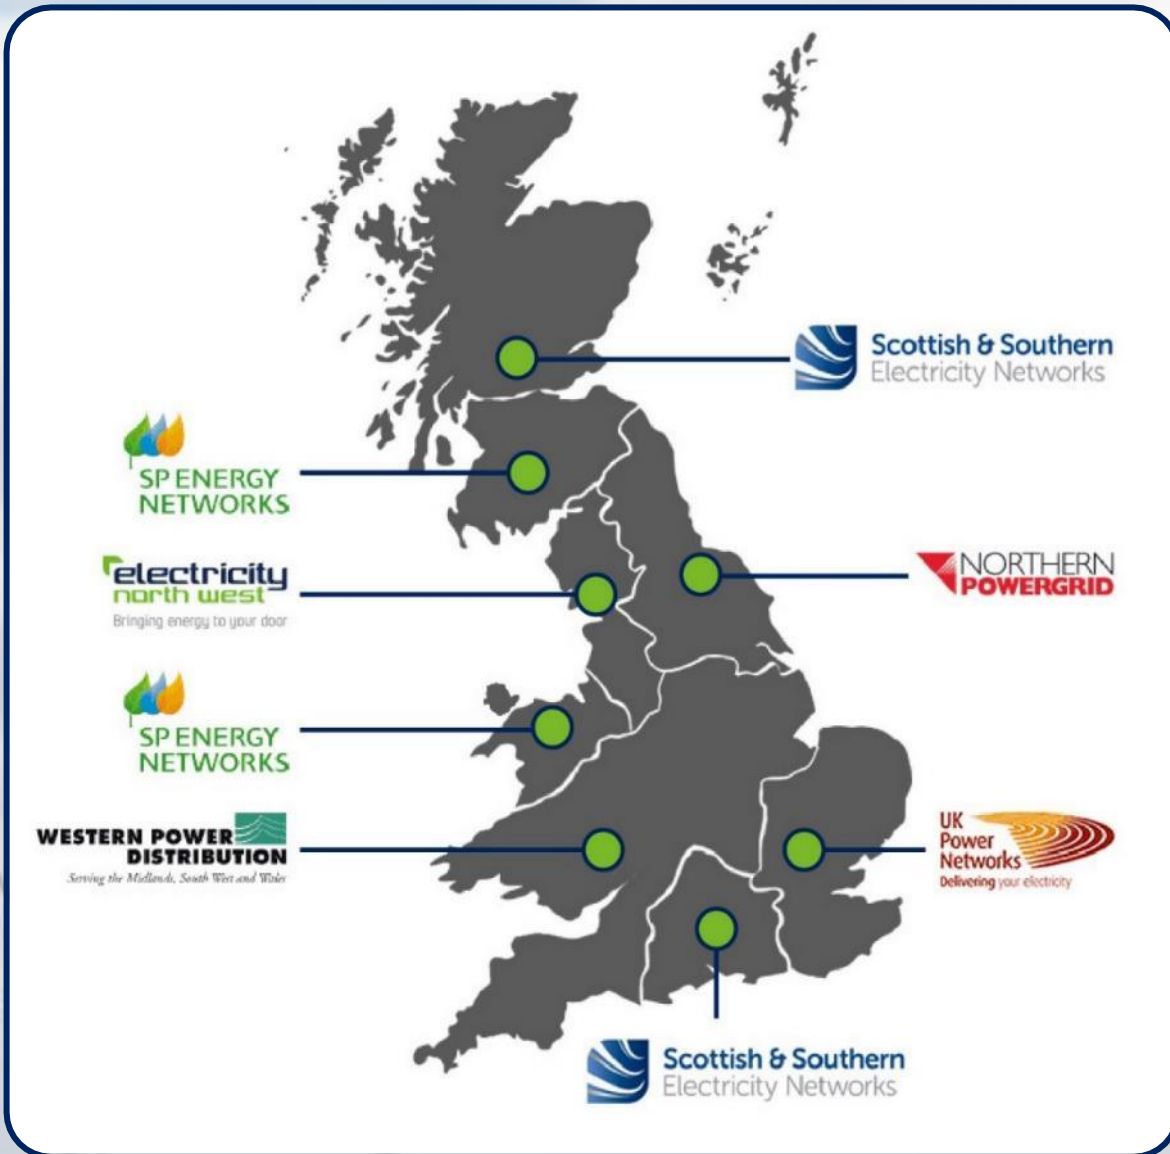 Scottish & Southern
Electricity Networks
SP ENERGY
NETWORKS
electricity
north west
Bringing energy to your door
NORTHERN
POWERGRID
SP ENERGY
NETWORKS
WESTERN POWER
DISTRIBUTION
Serving the Midlands, South West and Wales
UK
Power
Networks
Delivering your electricity
Scottish & Southern
Electricity Networks